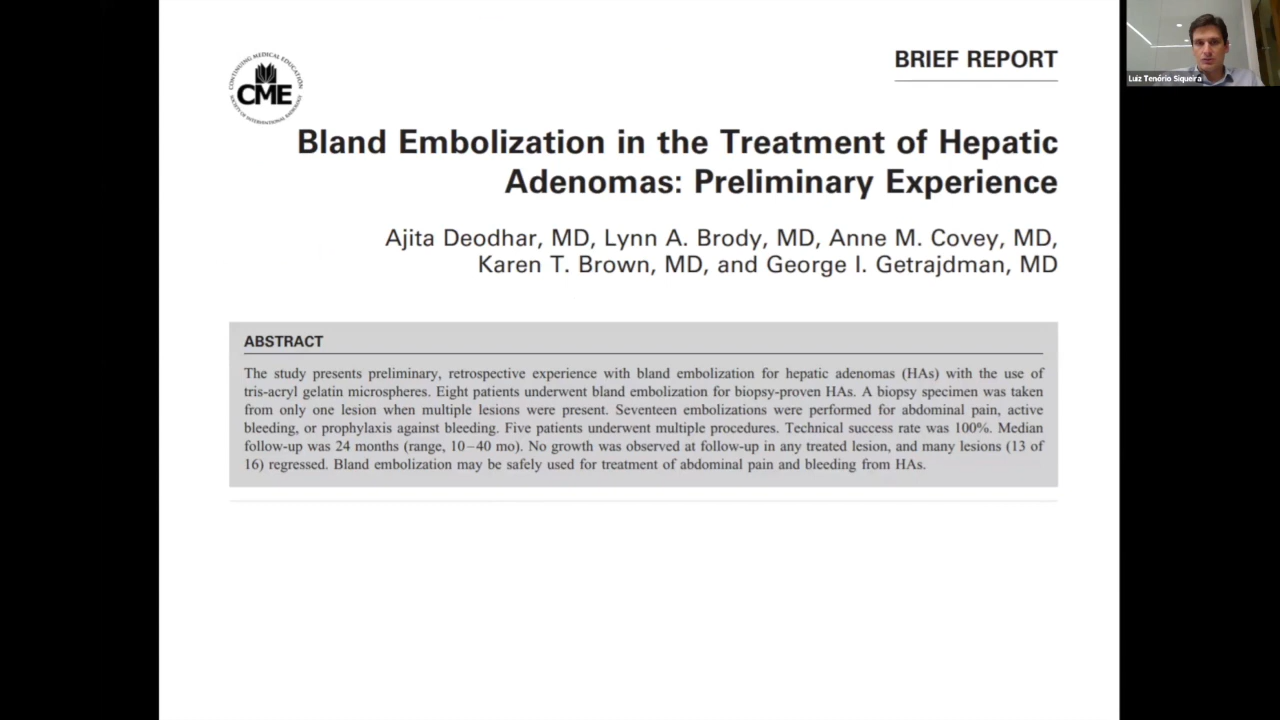 CONTINUING MEDICAL EDUCATION
CME
SOCIETY OF INTERVENTIONAL RADIOLOGY
BRIEF REPORT
Bland Embolization in the Treatment of Hepatic
Adenomas: Preliminary Experience
Ajita Deodhar, MD, Lynn A. Brody, MD, Anne M. Covey, MD,
Karen T. Brown, MD, and George I. Getrajdman, MD
ABSTRACT
The study presents preliminary, retrospective experience with bland embolization for hepatic adenomas (HAs) with the use of
tris-acryl gelatin microspheres. Eight patients underwent bland embolization for biopsy-proven HAs. A biopsy specimen was taken
from only one lesion when multiple lesions were present. Seventeen embolizations were performed for abdominal pain, active
bleeding, or prophylaxis against bleeding. Five patients underwent multiple procedures. Technical success rate was 100%. Median
follow-up was 24 months (range, 10–40 mo). No growth was observed at follow-up in any treated lesion, and many lesions (13 of
16) regressed. Bland embolization may be safely used for treatment of abdominal pain and bleeding from HAs.
Luiz Tenório Siqueira